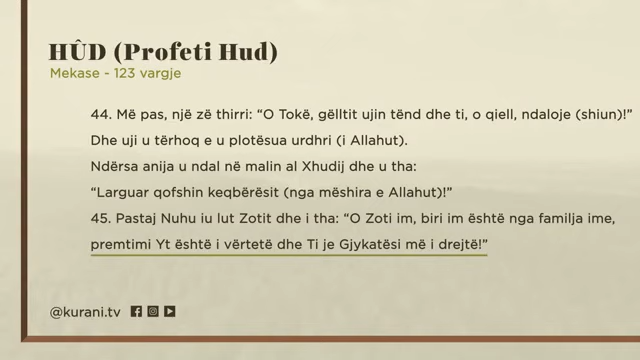 HÛD (Profeti Hud)
Mekase - 123 vargje
44. Më pas, një zë thirri: “O Tokë, gëlltit ujin tënd dhe ti, o qiell, ndaloje (shiun)!”
Dhe uji u tërhoq e u plotësua urdhri (i Allahut).
Ndërsa anija u ndal në malin al Xhudij dhe u tha:
“Larguar qofshin keqbërësit (nga mëshira e Allahut)!”
45. Pastaj Nuhu iu lut Zotit dhe i tha: “O Zoti im, biri im është nga familja ime,
premtimi Yt është i vërtetë dhe Ti je Gjykatësi më i drejtë!”
@kurani.tv